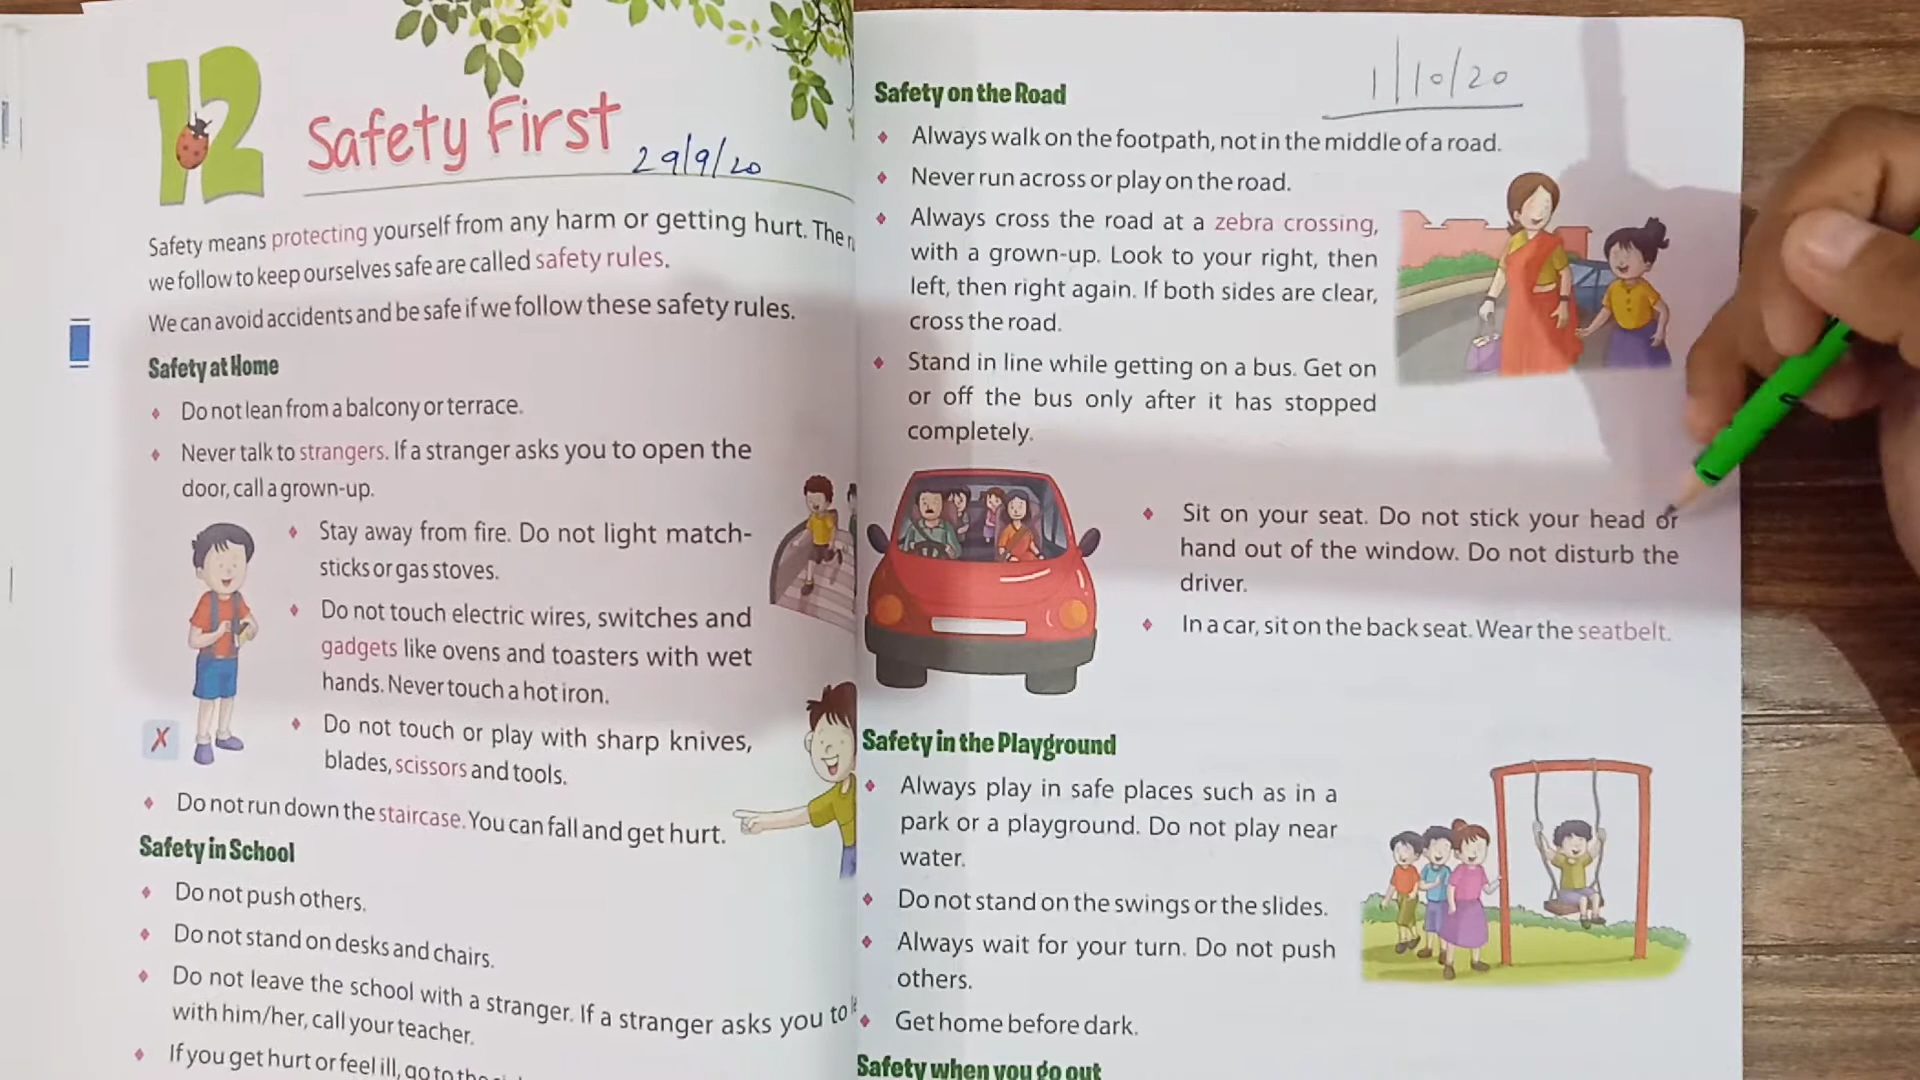 12
Safety First
29/9/20
Safety means protecting yourself from any harm or getting hurt. The
we follow to keep ourselves safe are called safety rules.
We can avoid accidents and be safe if we follow these safety rules.
Safety at Home
Do not lean from a balcony or terrace.
Never talk to strangers. If a stranger asks you to open the
door, call a grown-up.
Stay away from fire. Do not light match-
sticks or gas stoves.
Do not touch electric wires, switches and
gadgets like ovens and toasters with wet
hands. Never touch a hot iron.
Do not touch or play with sharp knives,
blades, scissors and tools.
X
Do not run down the staircase. You can fall and get hurt.
Safety in School
Do not push others.
Do not stand on desks and chairs.
Do not leave the school with a stranger. If a stranger asks you to
with him/her, call your teacher.
If you get hurt or feel ill, go to the
1/10/20
Safety on the Road
Always walk on the footpath, not in the middle of a road.
Never run across or play on the road.
Always cross the road at a zebra crossing,
with a grown-up. Look to your right, then
left, then right again. If both sides are clear,
cross the road.
Stand in line while getting on a bus. Get on
or off the bus only after it has stopped
completely.
Sit on your seat. Do not stick your head or
hand out of the window. Do not disturb the
driver.
In a car, sit on the back seat. Wear the seatbelt.
Safety in the Playground
Always play in safe places such as in a
park or a playground. Do not play near
water.
Do not stand on the swings or the slides.
Always wait for your turn. Do not push
others.
Get home before dark.
Safety when you go out